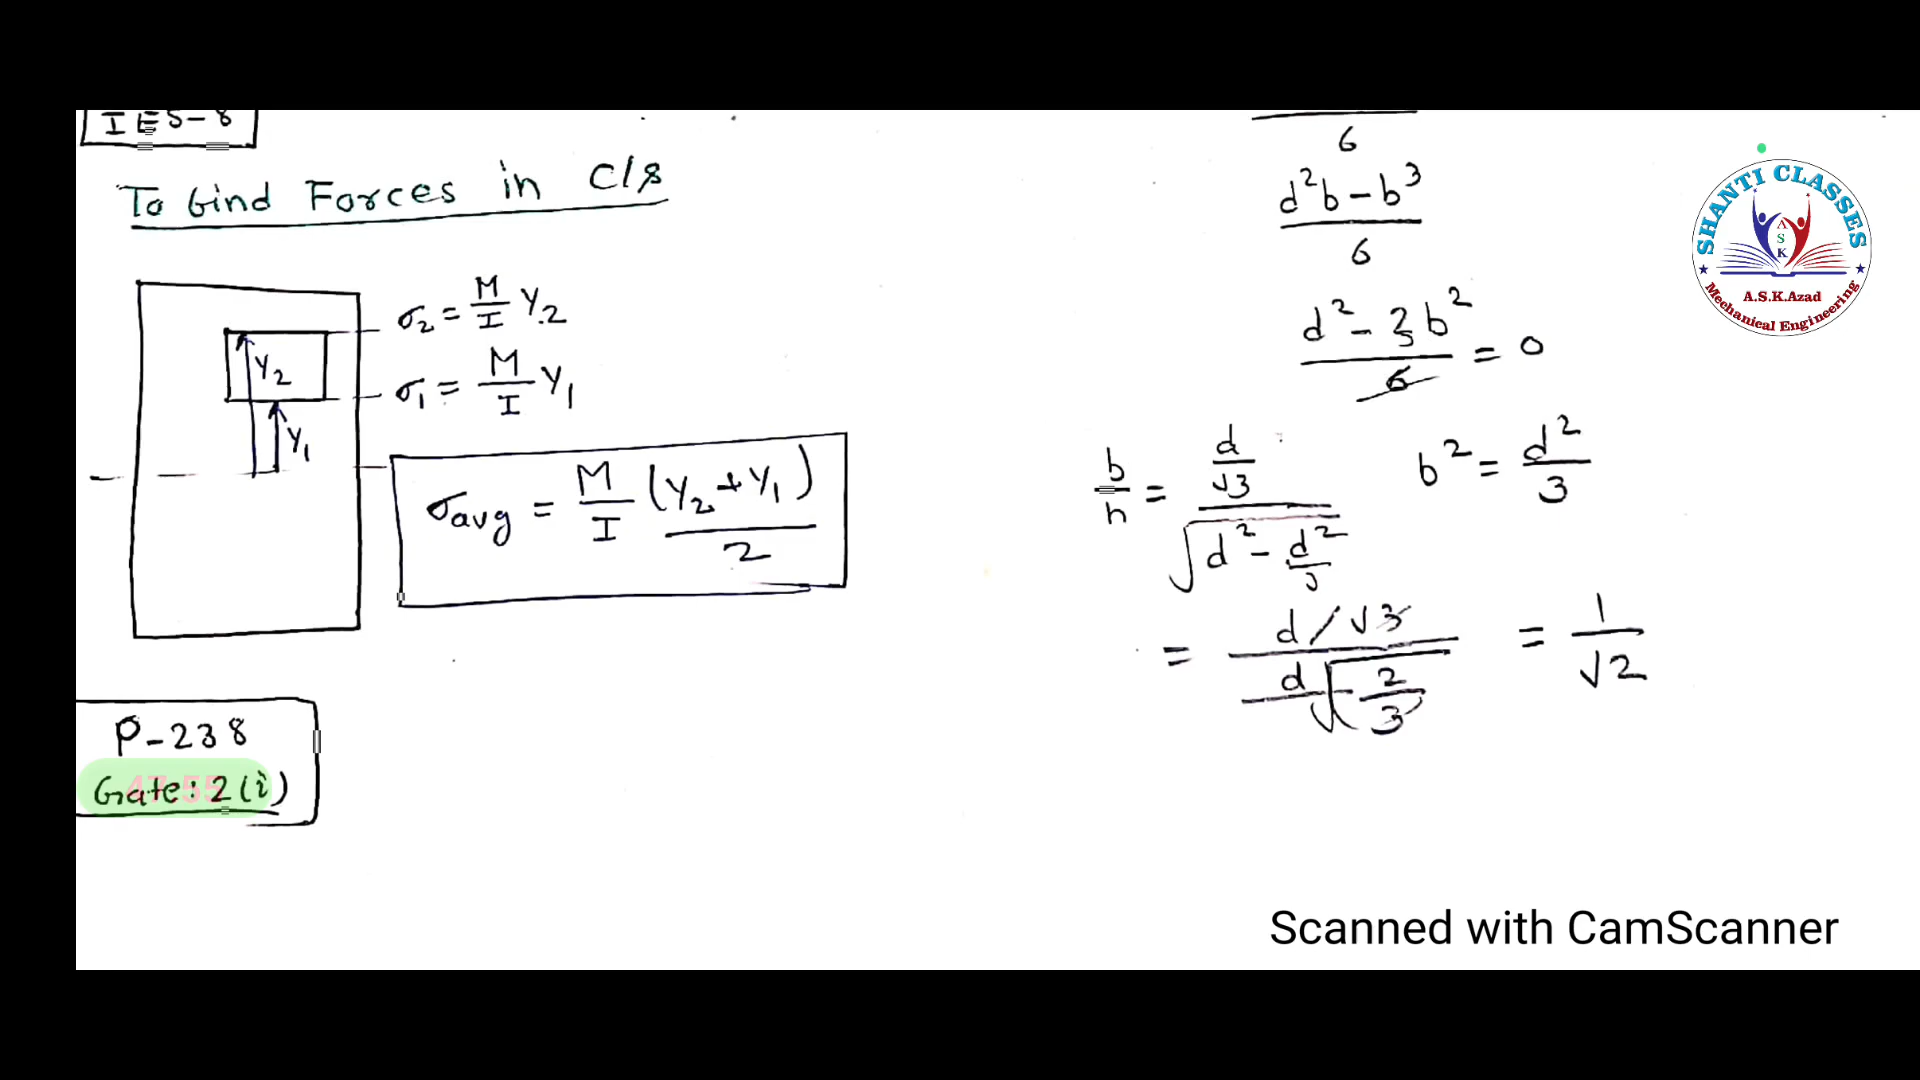 IES-8
To find Forces in C/s
σ2 = M/I Y2
σ1 = M/I Y1
Y2
Y1
σavg = M/I (Y2+Y1)/2
P-238
Gate: 2(i)
6
d²b - b³
6
d² - 3b² = 0
6
b/h = d/√3 / √(d² - d²/3)
b² = d²/3
= d/√3 / d√(2/3) = 1/√2
SHANTI CLASSES
A
S
K
A.S.K.Azad
Mechanical Engineering
Scanned with CamScanner